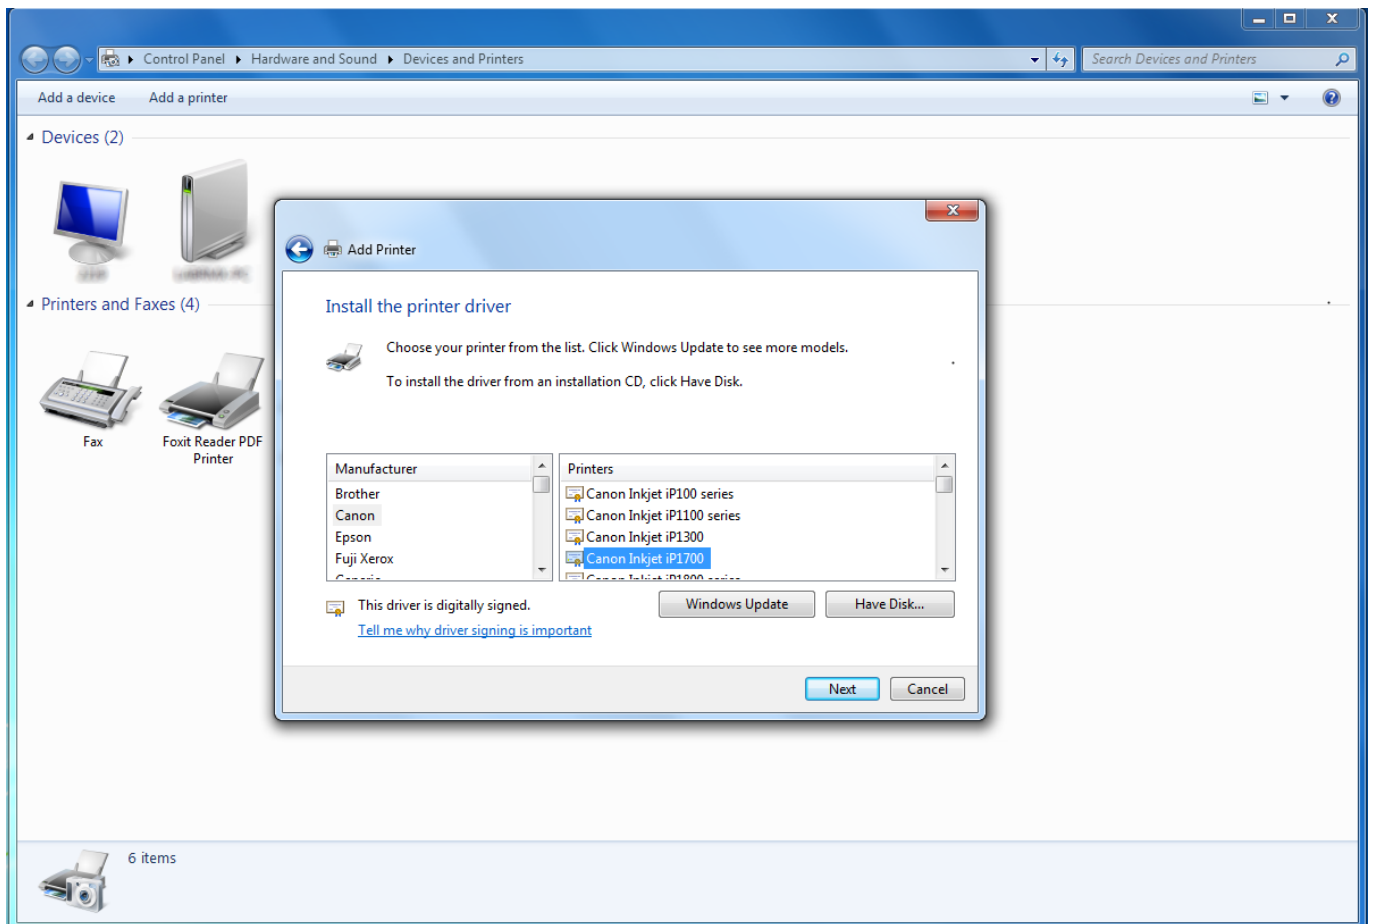 Control Panel Hardware and Sound Devices and Printers
Search Devices and Printers
Add a device Add a printer
Devices (2)
Printers and Faxes (4)
Fax
Foxit Reader PDF
Printer
Add Printer
Install the printer driver
Choose your printer from the list. Click Windows Update to see more models.
To install the driver from an installation CD, click Have Disk.
Manufacturer
Brother
Canon
Epson
Fuji Xerox
Printers
Canon Inkjet iP100 series
Canon Inkjet iP1100 series
Canon Inkjet iP1300
Canon Inkjet iP1700
Canon Inkjet iP1800 series
This driver is digitally signed.
Tell me why driver signing is important
Windows Update Have Disk...
Next Cancel
6 items